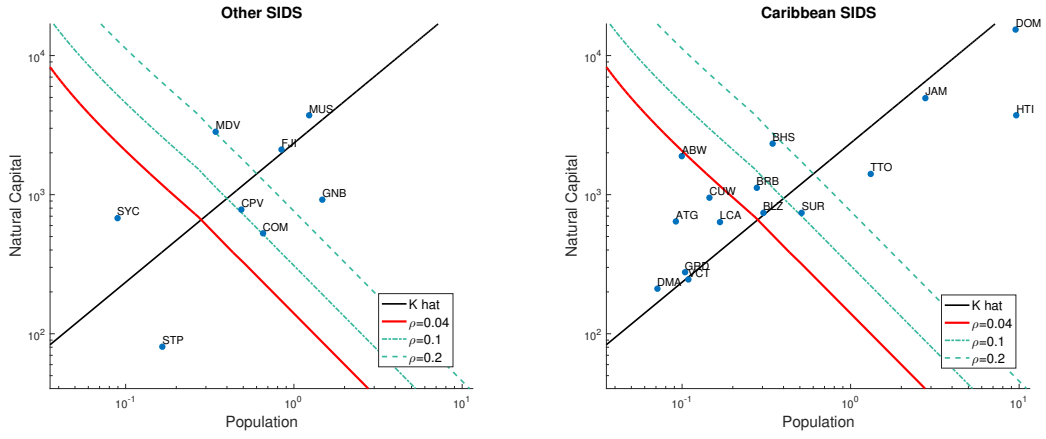 Other SIDS
Natural Capital
10^4
10^3
10^2
MUS
MDV
FJI
GNB
CPV
SYC
COM
STP
K hat
ρ=0.04
ρ=0.1
ρ=0.2
10^-1
10^0
10^1
Population
Caribbean SIDS
Natural Capital
10^4
10^3
10^2
DOM
JAM
HTI
BHS
ABW
TTO
BRB
CUW
BLZ
SUR
ATG
LCA
GRD
VCT
DMA
K hat
ρ=0.04
ρ=0.1
ρ=0.2
10^-1
10^0
10^1
Population